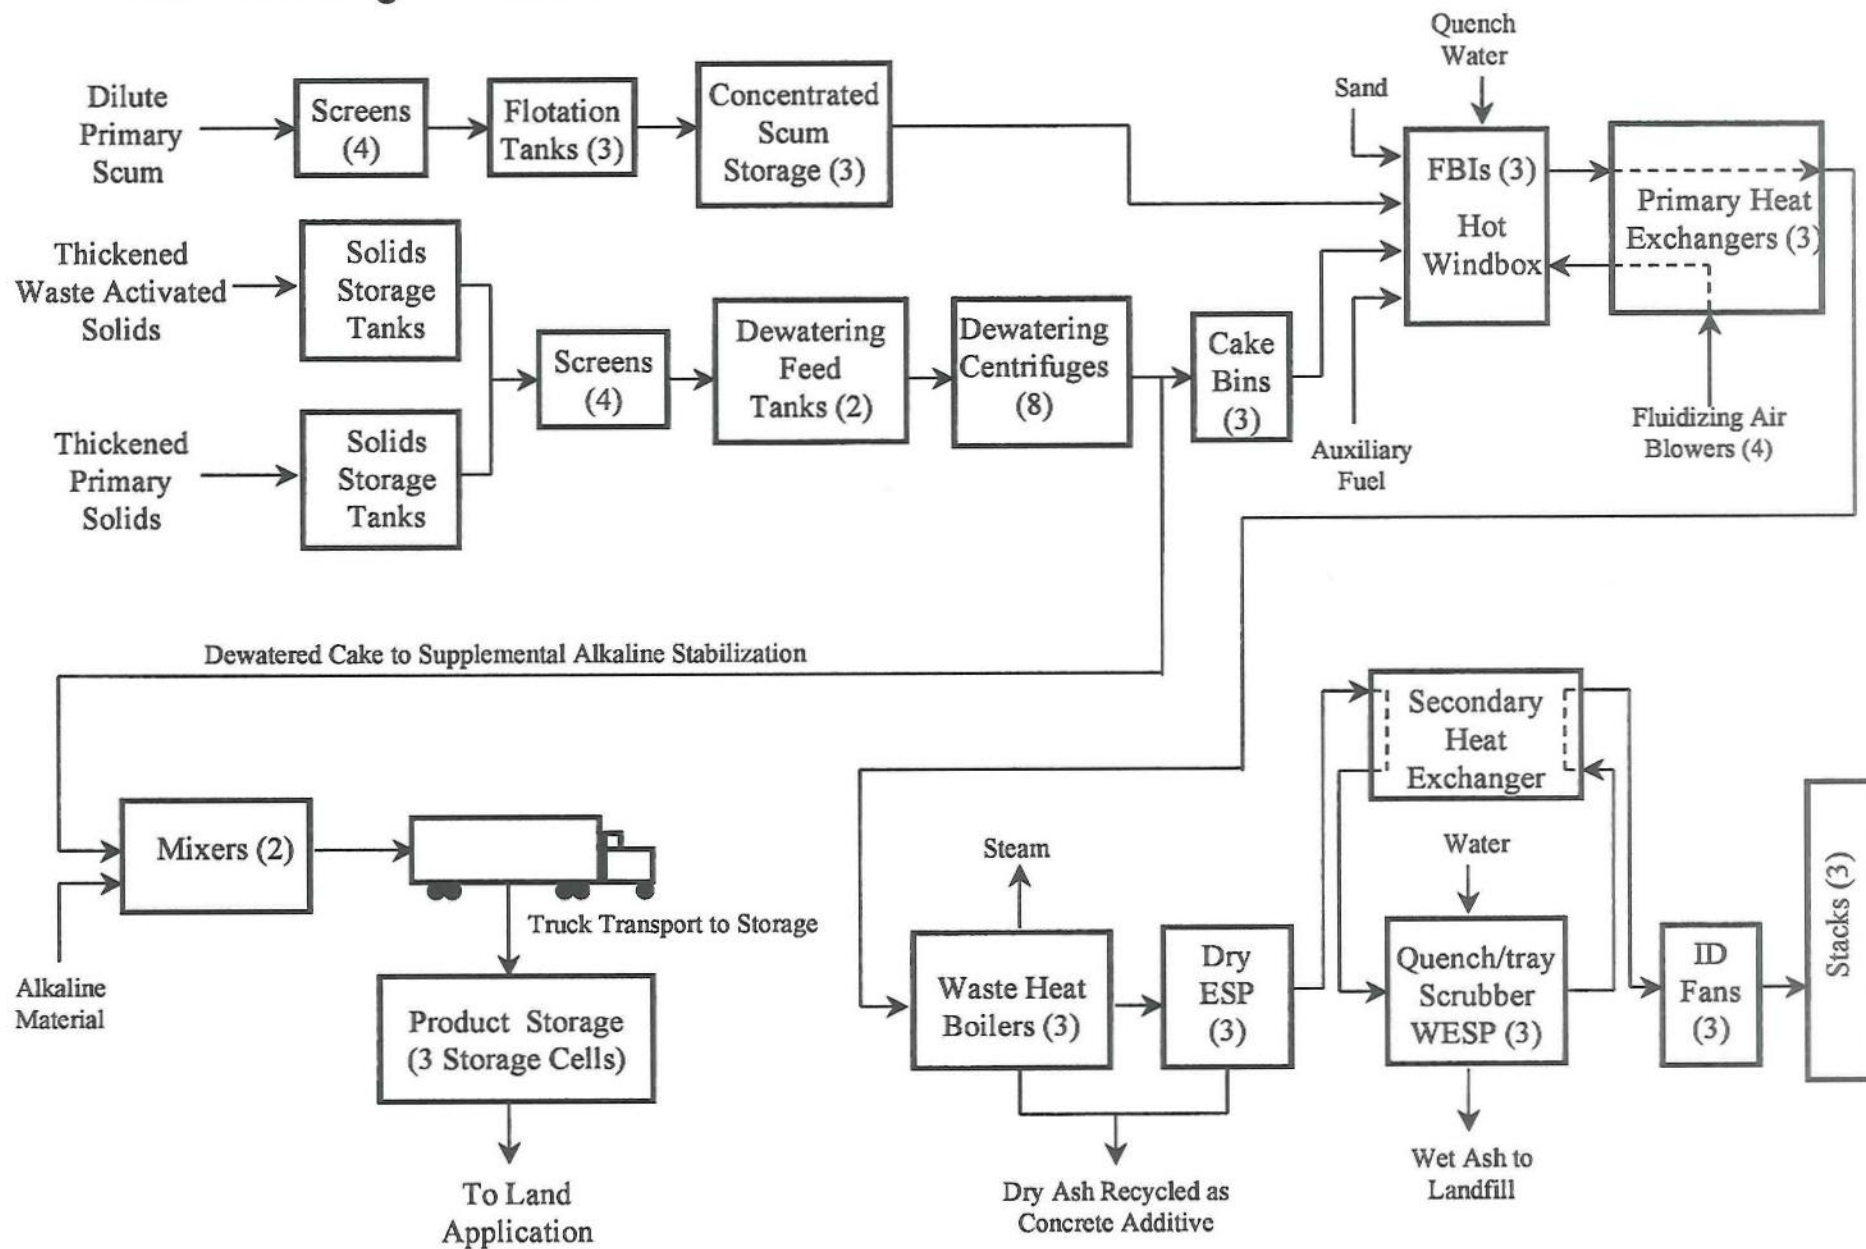 Dilute
Primary
Scum
Screens
(4)
Flotation
Tanks (3)
Concentrated
Scum
Storage (3)
Quench
Water
Sand
FBIs (3)
Hot
Windbox
Primary Heat
Exchangers (3)
Thickened
Waste Activated
Solids
Solids
Storage
Tanks
Thickened
Primary
Solids
Solids
Storage
Tanks
Screens
(4)
Dewatering
Feed
Tanks (2)
Dewatering
Centrifuges
(8)
Cake
Bins
(3)
Auxiliary
Fuel
Fluidizing Air
Blowers (4)
Dewatered Cake to Supplemental Alkaline Stabilization
Mixers (2)
Alkaline
Material
Truck Transport to Storage
Product Storage
(3 Storage Cells)
To Land
Application
Steam
Waste Heat
Boilers (3)
Dry
ESP
(3)
Dry Ash Recycled as
Concrete Additive
Secondary
Heat
Exchanger
Water
Quench/tray
Scrubber
WESP (3)
Wet Ash to
Landfill
ID
Fans
(3)
Stacks (3)